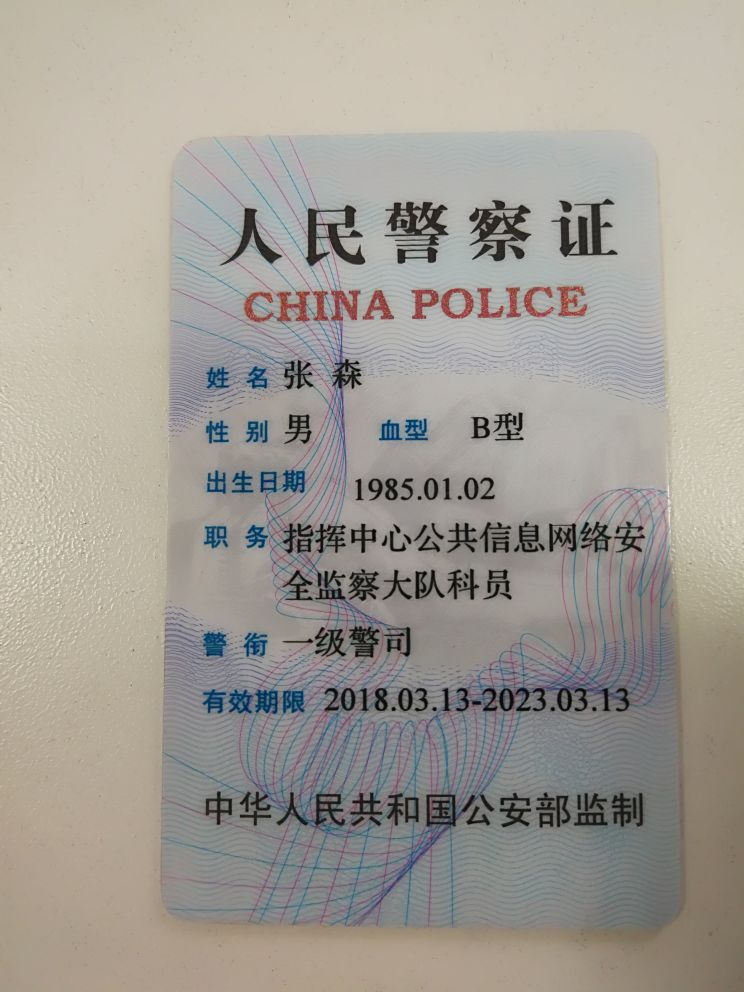 人民警察证
CHINA POLICE
姓 名 张 森
性 别 男 血型 B型
出生日期 1985.01.02
职 务 指挥中心公共信息网络安
全监察大队科员
警 衔 一级警司
有效期限 2018.03.13-2023.03.13
中华人民共和国公安部监制